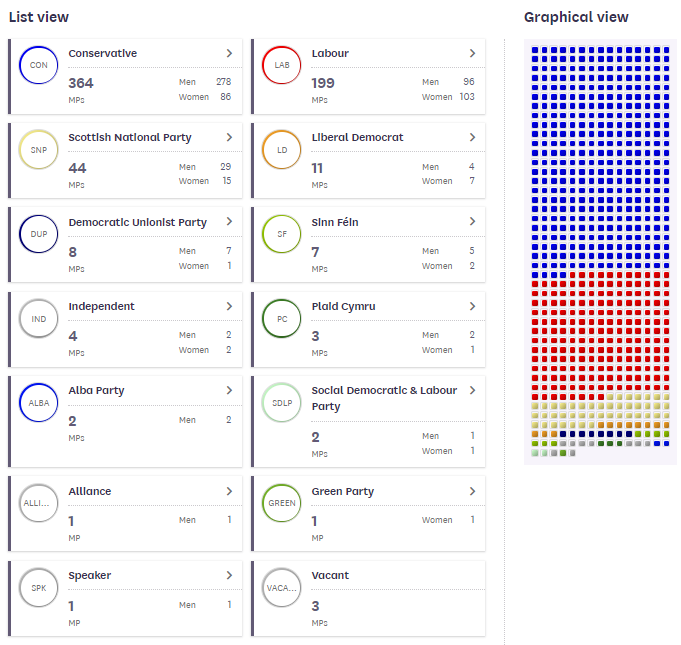 List view
Graphical view
CON
Conservative
364
MPs
Men 278
Women 86
LAB
Labour
199
MPs
Men 96
Women 103
SNP
Scottish National Party
44
MPs
Men 29
Women 15
LD
Liberal Democrat
11
MPs
Men 4
Women 7
DUP
Democratic Unionist Party
8
MPs
Men 7
Women 1
SF
Sinn Féin
7
MPs
Men 5
Women 2
IND
Independent
4
MPs
Men 2
Women 2
PC
Plaid Cymru
3
MPs
Men 2
Women 1
ALBA
Alba Party
2
MPs
Men 2
SDLP
Social Democratic & Labour
Party
2
MPs
Men 1
Women 1
ALLI...
Alliance
1
MP
Men 1
GREEN
Green Party
1
MP
Women 1
SPK
Speaker
1
MP
Men 1
VACA...
Vacant
3
MPs